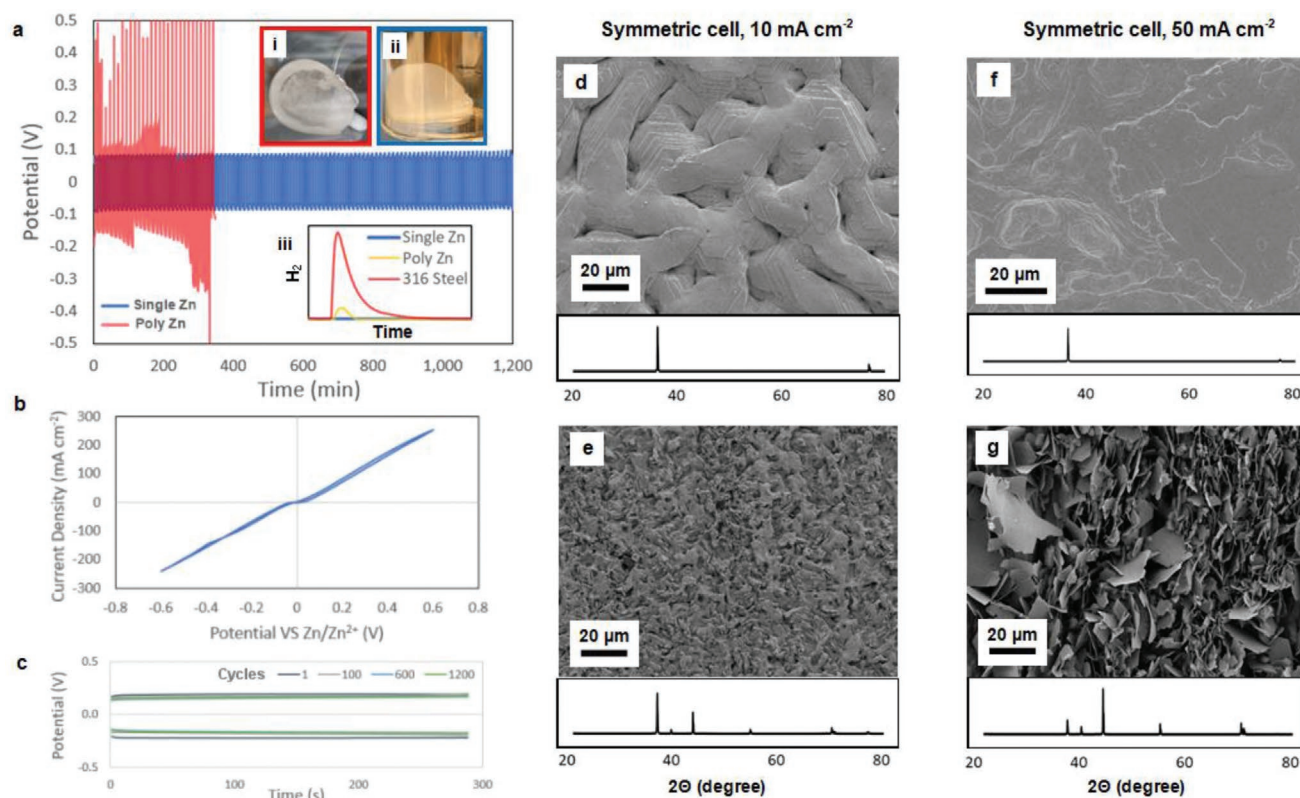 a
Potential (V)
0.5
0.4
0.3
0.2
0.1
0
-0.1
-0.2
-0.3
-0.4
-0.5
i
ii
iii
H2
Single Zn
Poly Zn
316 Steel
Time
Single Zn
Poly Zn
0 200 400 600 800 1,000 1,200
Time (min)
b
Current Density (mA cm-2)
300
200
100
0
-100
-200
-300
-0.8 -0.6 -0.4 -0.2 0 0.2 0.4 0.6 0.8
Potential VS Zn/Zn2+ (V)
c
Potential (V)
0.5
0.0
-0.5
Cycles 1 100 600 1200
0 100 200 300
Time (s)
Symmetric cell, 10 mA cm-2
d
20 µm
20 40 60 80
e
20 µm
20 40 60 80
2Θ (degree)
Symmetric cell, 50 mA cm-2
f
20 µm
20 40 60 80
g
20 µm
20 40 60 80
2Θ (degree)